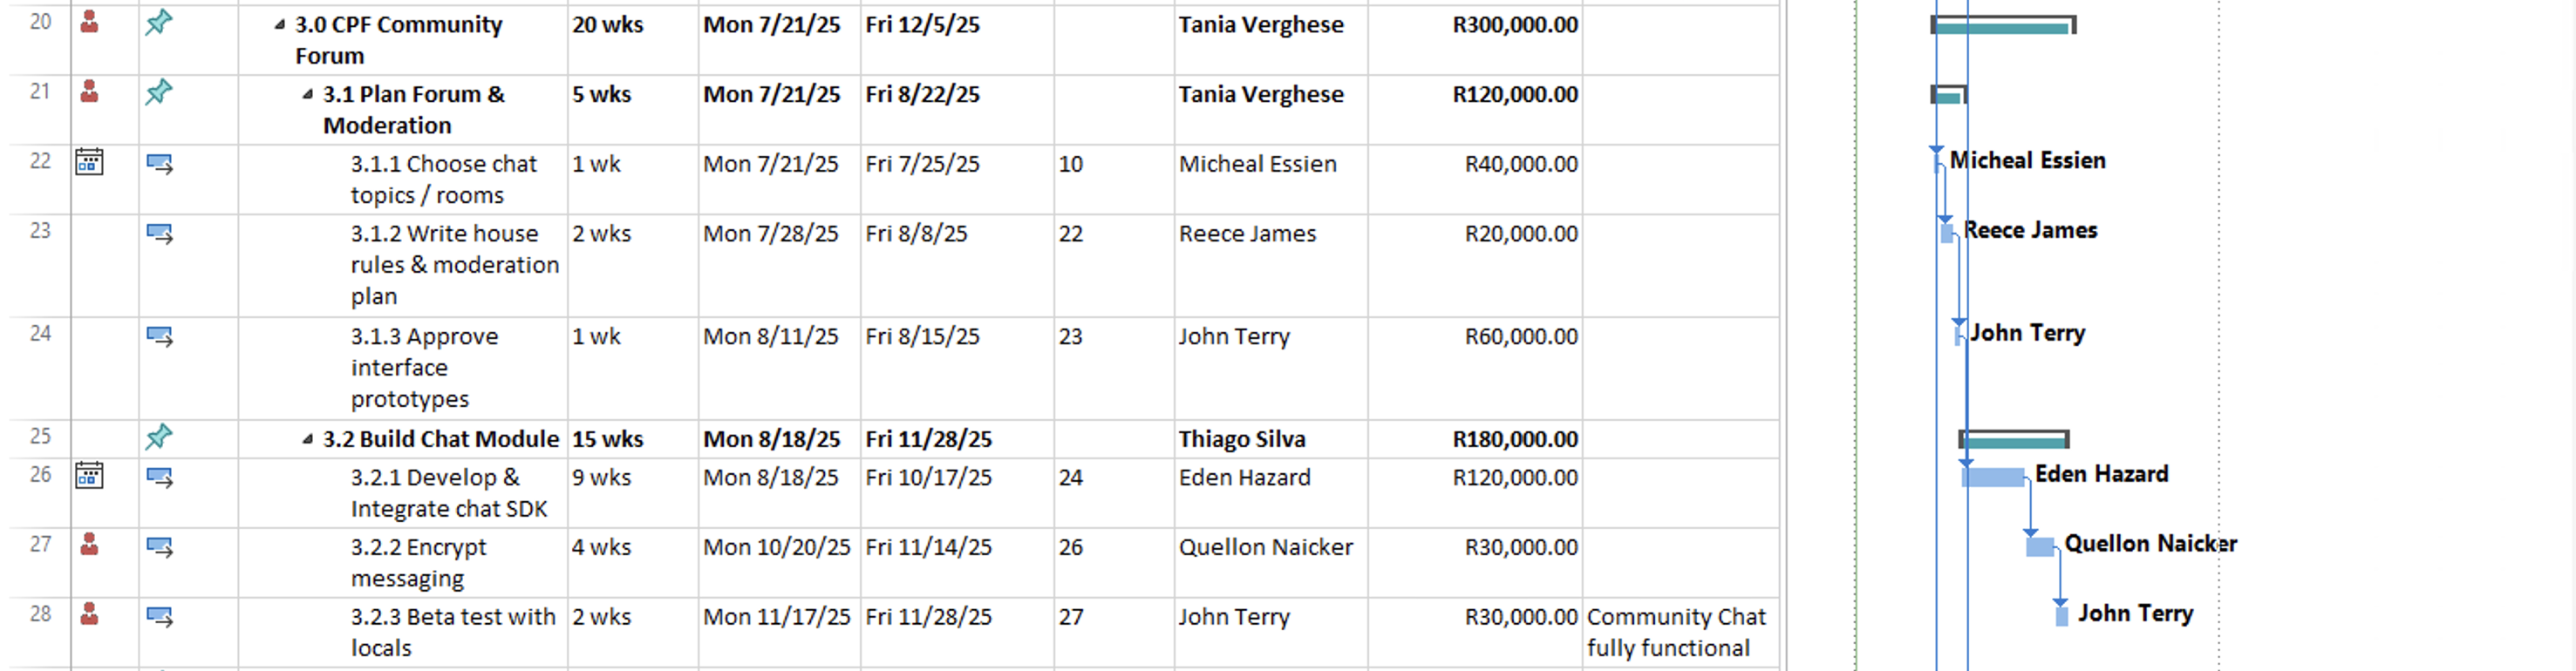 20 3.0 CPF Community 20 wks Mon 7/21/25 Fri 12/5/25 Tania Verghese R300,000.00
Forum
21 3.1 Plan Forum & 5 wks Mon 7/21/25 Fri 8/22/25 Tania Verghese R120,000.00
Moderation
22 3.1.1 Choose chat 1 wk Mon 7/21/25 Fri 7/25/25 10 Micheal Essien R40,000.00 Micheal Essien
topics / rooms
23 3.1.2 Write house 2 wks Mon 7/28/25 Fri 8/8/25 22 Reece James R20,000.00 Reece James
rules & moderation
plan
24 3.1.3 Approve 1 wk Mon 8/11/25 Fri 8/15/25 23 John Terry R60,000.00 John Terry
interface
prototypes
25 3.2 Build Chat Module 15 wks Mon 8/18/25 Fri 11/28/25 Thiago Silva R180,000.00
26 3.2.1 Develop & 9 wks Mon 8/18/25 Fri 10/17/25 24 Eden Hazard R120,000.00 Eden Hazard
Integrate chat SDK
27 3.2.2 Encrypt 4 wks Mon 10/20/25 Fri 11/14/25 26 Quellon Naicker R30,000.00 Quellon Naicker
messaging
28 3.2.3 Beta test with 2 wks Mon 11/17/25 Fri 11/28/25 27 John Terry R30,000.00 Community Chat John Terry
locals fully functional